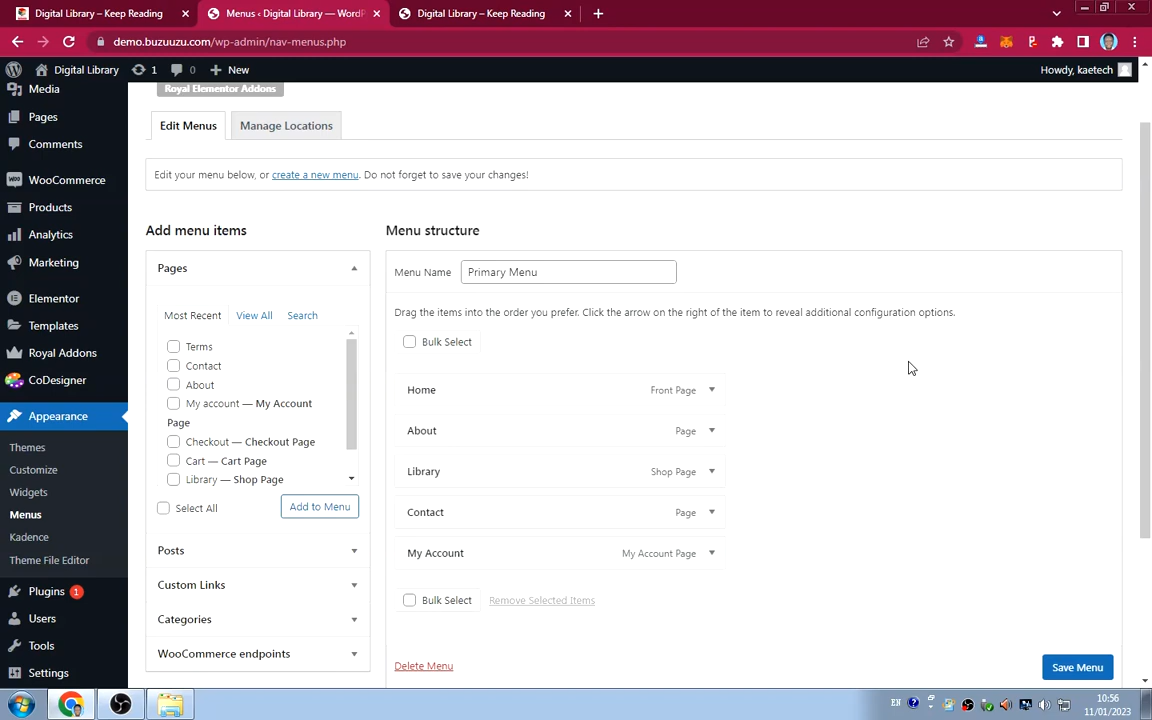 Digital Library – Keep Reading
Menus ‹ Digital Library — WordP
Digital Library – Keep Reading
demo.buzuuzu.com/wp-admin/nav-menus.php
Digital Library
1
0
New
Howdy, kaetech
Media
Pages
Comments
WooCommerce
Products
Analytics
Marketing
Elementor
Templates
Royal Addons
CoDesigner
Appearance
Themes
Customize
Widgets
Menus
Kadence
Theme File Editor
Plugins 1
Users
Tools
Settings
Royal Elementor Addons
Edit Menus
Manage Locations
Edit your menu below, or create a new menu. Do not forget to save your changes!
Add menu items
Pages
Most Recent
View All
Search
Terms
Contact
About
My account — My Account
Page
Checkout — Checkout Page
Cart — Cart Page
Library — Shop Page
Select All
Add to Menu
Posts
Custom Links
Categories
WooCommerce endpoints
Menu structure
Menu Name
Primary Menu
Drag the items into the order you prefer. Click the arrow on the right of the item to reveal additional configuration options.
Bulk Select
Home
Front Page
About
Page
Library
Shop Page
Contact
Page
My Account
My Account Page
Bulk Select
Remove Selected Items
Delete Menu
Save Menu
EN
10:56
11/01/2023